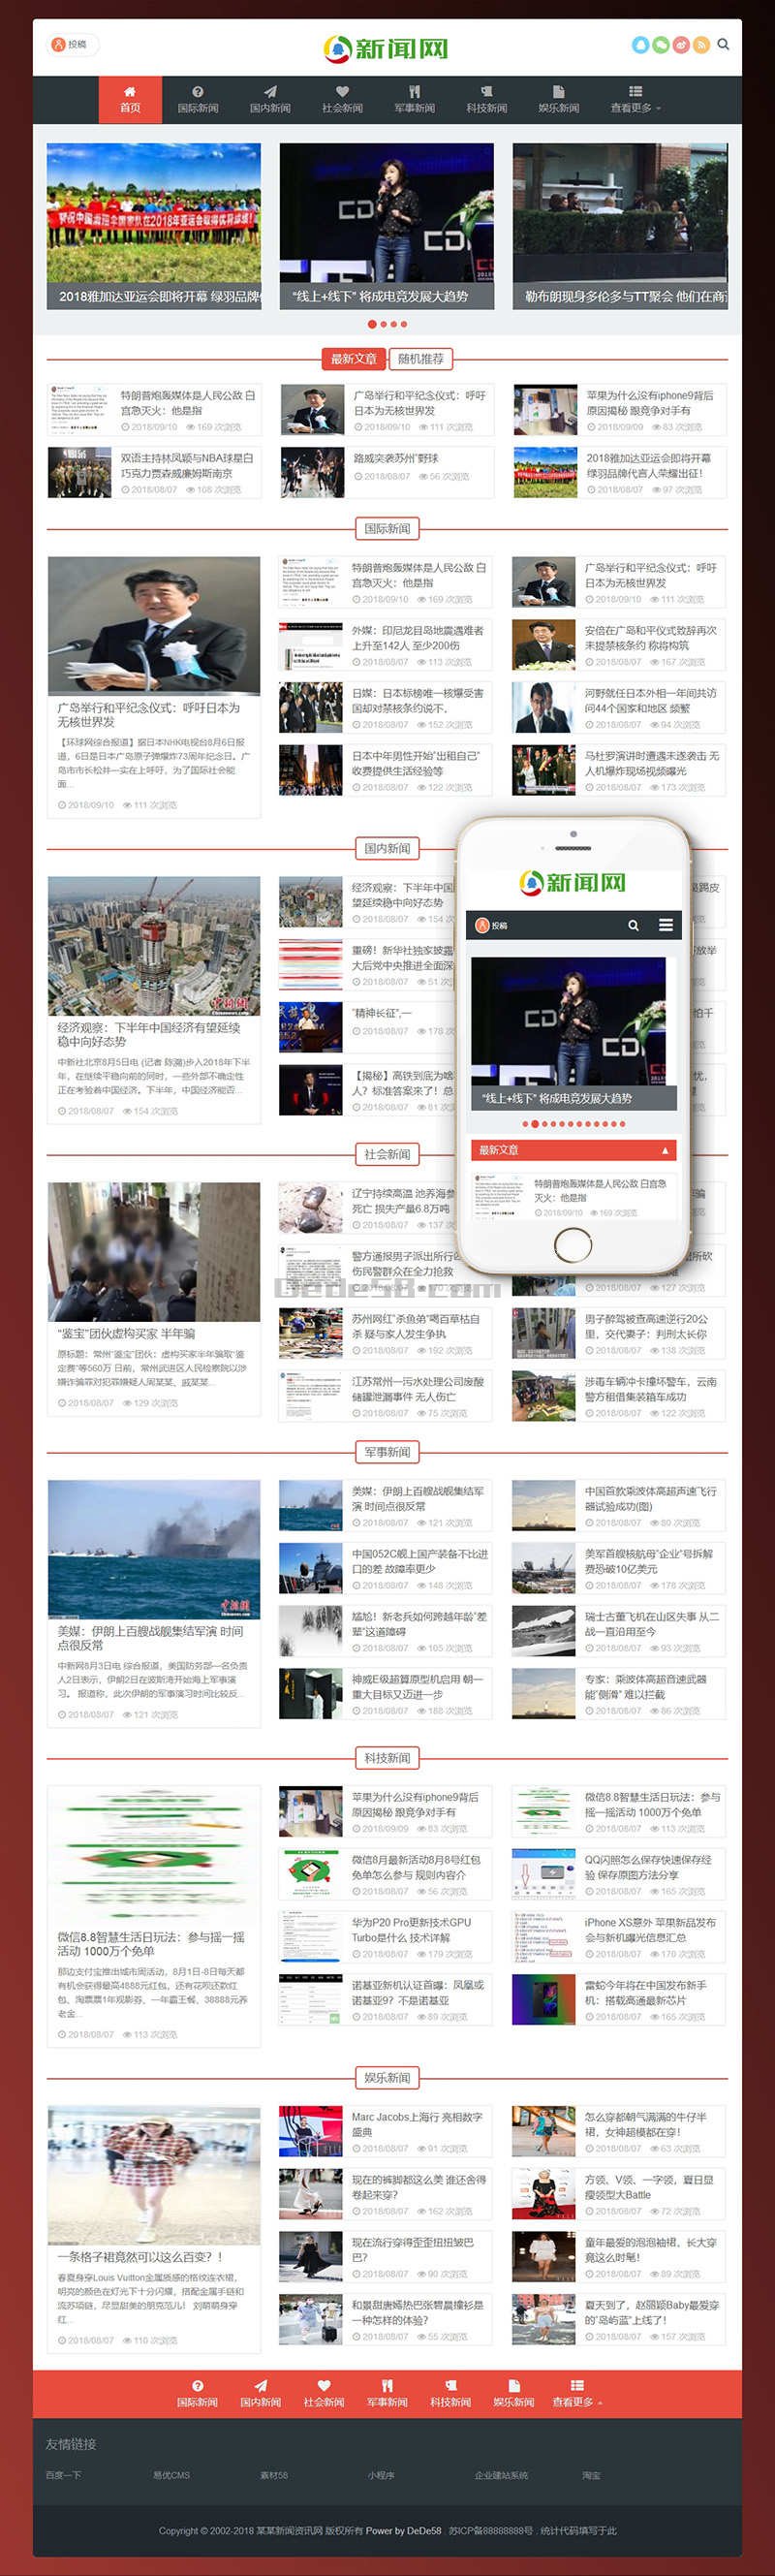 投稿
新闻网
首页
国际新闻
国内新闻
社会新闻
军事新闻
科技新闻
娱乐新闻
查看更多
2018雅加达亚运会即将开幕 绿羽品牌
"线上+线下" 将成电竞发展大趋势
勒布朗现身多伦多与TT聚会 他们在商
最新文章
随机推荐
特朗普炮轰媒体是人民公敌 白
宫急灭火：他是指
2018/09/10 169 次浏览
广岛举行和平纪念仪式：呼吁
日本为无核世界发
2018/09/10 111 次浏览
苹果为什么没有iphone9背后
原因揭秘 跟竞争对手有
2018/09/09 83 次浏览
双语主持林凤颖与NBA球星白
巧克力贾森威廉姆斯南京
2018/08/07 108 次浏览
路威突袭苏州"野球
2018/08/07 56 次浏览
2018雅加达亚运会即将开幕
绿羽品牌代言人荣耀出征！
2018/08/07 97 次浏览
国际新闻
广岛举行和平纪念仪式：呼吁日本为
无核世界发
【环球网综合报道】据日本NHK电视台8月6日报
道，6日是日本广岛原子弹爆炸73周年纪念日。广
岛市市长松井一实在上呼吁，为了国际社会能
面...
2018/09/10 111 次浏览
特朗普炮轰媒体是人民公敌 白
宫急灭火：他是指
2018/09/10 169 次浏览
广岛举行和平纪念仪式：呼吁
日本为无核世界发
2018/09/10 111 次浏览
外媒：印尼龙目岛地震遇难者
上升至142人 至少200伤
2018/08/07 113 次浏览
安倍在广岛和平仪式致辞再次
未提禁核条约 称将构筑
2018/08/07 167 次浏览
日媒：日本标榜唯一核爆受害
国却对禁核条约说不，
2018/08/07 152 次浏览
河野就任日本外相一年间共访
问44个国家和地区 频繁
2018/08/07 94 次浏览
日本中年男性开始"出租自己"
收费提供生活经验等
2018/08/07 122 次浏览
马杜罗演讲时遭遇未遂袭击 无
人机爆炸现场视频曝光
2018/08/07 173 次浏览
国内新闻
经济观察：下半年中国经济有望延续
稳中向好态势
中新社北京8月5日电 (记者 陈溯)步入2018年下半
年，在继续平稳向前的同时，一些外部不确定性
正在考验着中国经济。下半年，中国经济能否...
2018/08/07 154 次浏览
经济观察：下半年中国
望延续稳中向好态势
2018/08/07 154 次
重磅！新华社独家披露
大后党中央推进全面深
2018/08/07 51 次
"精神长征",一
2018/08/07 178 次
【揭秘】高铁到底为啥
人？标准答案来了！总
2018/08/07 81 次
新闻网
投稿
"线上+线下" 将成电竞发展大趋势
最新文章
特朗普炮轰媒体是人民公敌 白宫急
灭火：他是指
2018/09/10 169 次浏览
社会新闻
"鉴宝"团伙虚构买家 半年骗
原标题：常州"鉴宝"团伙：虚构买家半年骗取"鉴
定费"等560万 日前，常州武进区人民检察院以涉
嫌诈骗罪对犯罪嫌疑人周某某、戚某某...
2018/08/07 129 次浏览
辽宁持续高温 池养海参
死亡 损失产量6.8万吨
2018/08/07 137 次
警方通报男子派出所行凶
伤民警群众在全力抢救
Dede58.com
127 次浏览
苏州网红"杀鱼弟"喝百草枯自
杀 疑与家人发生争执
2018/08/07 192 次浏览
男子醉驾被查高速逆行20公
里，交代妻子：判刑太长你
2018/08/07 138 次浏览
江苏常州一污水处理公司废酸
储罐泄漏事件 无人伤亡
2018/08/07 75 次浏览
涉毒车辆冲卡撞坏警车，云南
警方租借集装箱车成功
2018/08/07 122 次浏览
军事新闻
美媒：伊朗上百艘战舰集结军演 时间
点很反常
中新网8月3日电 综合报道，美国防务部一名负责
人2日表示，伊朗2日在波斯湾开始海上军事演
习。 报道称，此次伊朗的军事演习时间比较反...
2018/08/07 121 次浏览
美媒：伊朗上百艘战舰集结军
演 时间点很反常
2018/08/07 121 次浏览
中国首款乘波体高超声速飞行
器试验成功(图)
2018/08/07 80 次浏览
中国052C舰上国产装备不比进
口的差 故障率更少
2018/08/07 148 次浏览
美军首艘核航母"企业"号拆解
费恐破10亿美元
2018/08/07 178 次浏览
尴尬！新老兵如何跨越年龄"差
辈"这道障碍
2018/08/07 105 次浏览
瑞士古董飞机在山区失事 从二
战一直沿用至今
2018/08/07 93 次浏览
神威E级超算原型机启用 朝一
重大目标又迈进一步
2018/08/07 188 次浏览
专家：乘波体高超音速武器
能"侧滑" 难以拦截
2018/08/07 86 次浏览
科技新闻
微信8.8智慧生活日玩法：参与摇一摇
活动 1000万个免单
那边支付宝推出城市周活动，8月1日-8日每天都
有机会获得最高4888元红包，还有花呗还款红
包、淘票票1年观影券、一年霸王餐、38888元养
老金...
2018/08/07 113 次浏览
苹果为什么没有iphone9背后
原因揭秘 跟竞争对手有
2018/09/09 83 次浏览
微信8.8智慧生活日玩法：参与
摇一摇活动 1000万个免单
2018/08/07 113 次浏览
微信8月最新活动8月8号红包
免单怎么参与 规则内容介
2018/08/07 56 次浏览
QQ闪照怎么保存快速保存经
验 保存原图方法分享
2018/08/07 165 次浏览
华为P20 Pro更新技术GPU
Turbo是什么 技术详解
2018/08/07 179 次浏览
iPhone XS意外 苹果新品发布
会与新机曝光信息汇总
2018/08/07 170 次浏览
诺基亚新机认证首曝：凤凰或
诺基亚9？不是诺基亚
2018/08/07 89 次浏览
雷蛇今年将在中国发布新手
机：搭载高通最新芯片
2018/08/07 165 次浏览
娱乐新闻
一条格子裙竟然可以这么百变？！
春夏身穿Louis Vuitton金属质感的格纹连衣裙，
明亮的颜色在灯光下十分闪耀，搭配金属手链和
流苏项链，尽显甜美的朋克范儿！ 刘萌萌身穿
红...
2018/08/07 110 次浏览
Marc Jacobs上海行 亮相数字
盛典
2018/08/07 91 次浏览
怎么穿都朝气满满的牛仔半
裙，女神超模都在穿！
2018/08/07 63 次浏览
现在的裤脚都这么美 谁还舍得
卷起来穿？
2018/08/07 162 次浏览
方领、V领、一字领，夏日显
瘦领型大Battle
2018/08/07 72 次浏览
现在流行穿得歪歪扭扭皱巴
巴？
2018/08/07 90 次浏览
童年最爱的泡泡袖裙，长大穿
竟这么时髦！
2018/08/07 89 次浏览
和景甜唐嫣热巴张碧晨撞衫是
一种怎样的体验？
2018/08/07 55 次浏览
夏天到了，赵丽颖Baby最爱穿
的"岛屿蓝"上线了！
2018/08/07 157 次浏览
国际新闻
国内新闻
社会新闻
军事新闻
科技新闻
娱乐新闻
查看更多
友情链接
百度一下
易优CMS
素材58
小程序
企业建站系统
淘宝
Copyright © 2002-2018 某某新闻资讯网 版权所有 Power by DeDe58 . 苏ICP备88888888号 . 统计代码填写于此